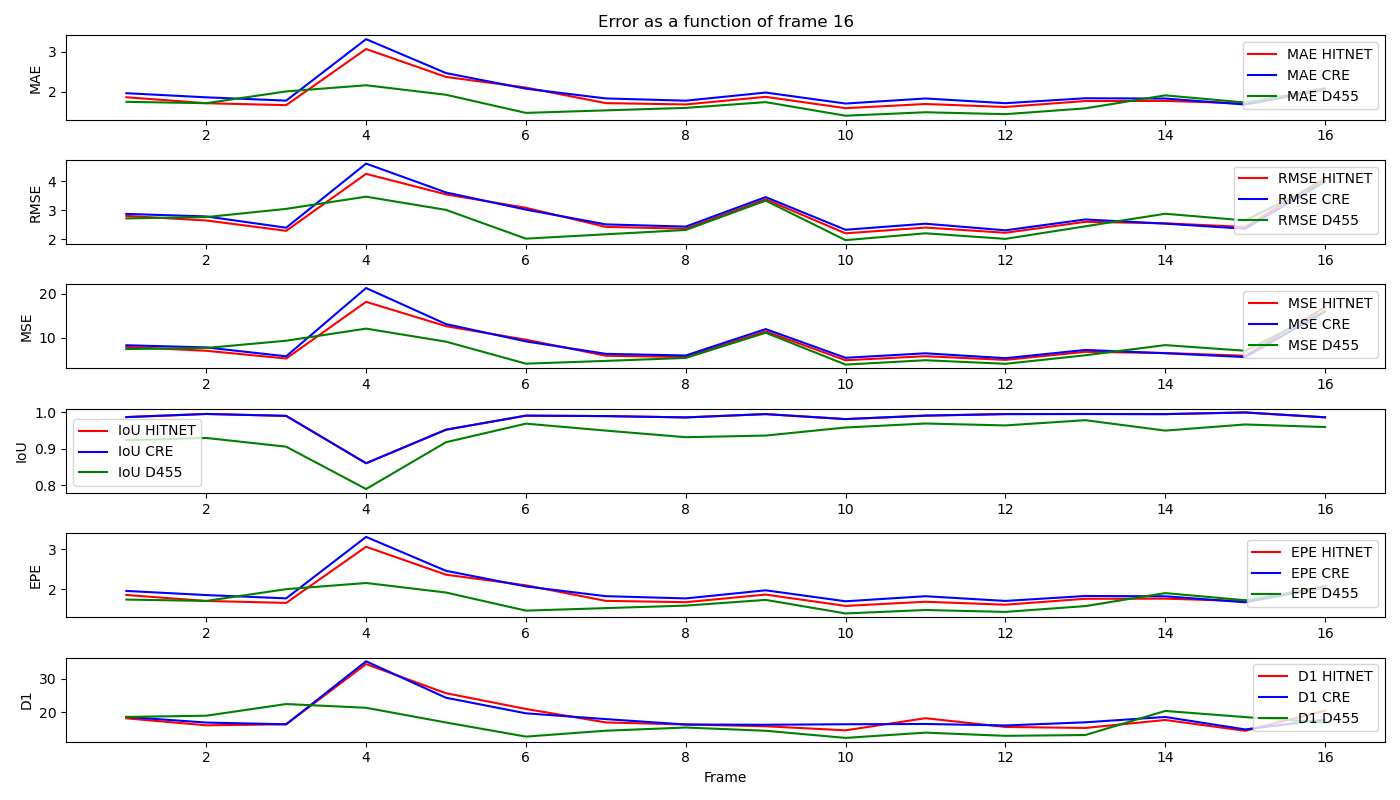 Error as a function of frame 16
MAE
3
2
MAE HITNET
MAE CRE
MAE D455
2 4 6 8 10 12 14 16
RMSE
4
3
2
RMSE HITNET
RMSE CRE
RMSE D455
2 4 6 8 10 12 14 16
MSE
20
10
MSE HITNET
MSE CRE
MSE D455
2 4 6 8 10 12 14 16
IoU
1.0
0.9
0.8
IoU HITNET
IoU CRE
IoU D455
2 4 6 8 10 12 14 16
EPE
3
2
EPE HITNET
EPE CRE
EPE D455
2 4 6 8 10 12 14 16
D1
30
20
D1 HITNET
D1 CRE
D1 D455
2 4 6 8 10 12 14 16
Frame